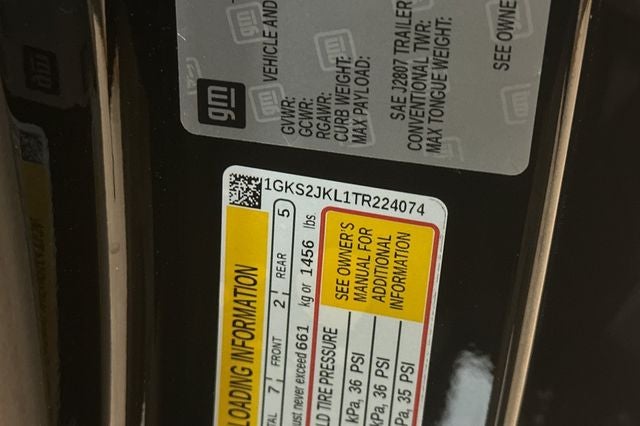 gm
VEHICLE AND
GVWR:
GCWR:
RGAWR:
CURB WEIGHT:
MAX PAYLOAD:
SAE J2807 TRAILER
CONVENTIONAL TWR:
MAX TONGUE WEIGHT:
SEE OWNE
1GKS2JKL1TR224074
LOADING INFORMATION
TAL 7 FRONT 2 REAR 5
ust never exceed 661 kg or 1456 lbs.
LD TIRE PRESSURE
kPa, 36 PSI
kPa, 36 PSI
Pa, 35 PSI
SEE OWNER'S
MANUAL FOR
ADDITIONAL
INFORMATION